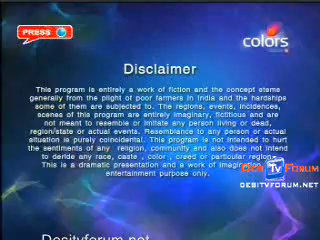 PRESS
colors
Disclaimer
This program is entirely a work of fiction and the concept stems
generally from the plight of poor farmers in India and the hardships
some of them are subjected to. The regions, events, incidences,
scenes of this program are entirely imaginary, fictitious and are
not meant to resemble or imitate any person living or dead,
region/state or actual events. Resemblance to any person or actual
situation is purely coincidental. This program is not intended to hurt
the sentiments of any religion, community and also does not intend
to deride any race, caste , color , creed or particular region.
This is a dramatic presentation and a work of imagination for
entertainment purpose only.
Desi Tv Forum
DESITVFORUM.NET
Desitvforum.net